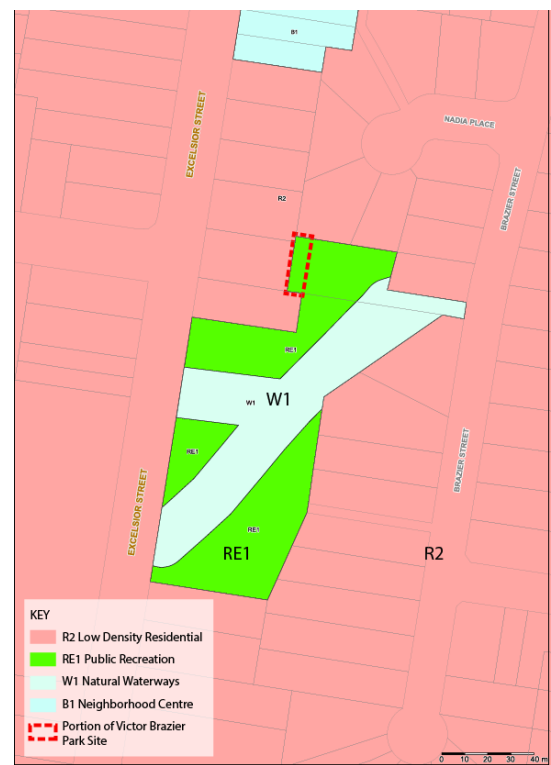 B1
NADIA PLACE
EXCELSIOR STREET
BRAZIER STREET
R2
RE1
W1
W1
RE1
BRAZIER STREET
EXCELSIOR STREET
RE1
RE1
R2
KEY
R2 Low Density Residential
RE1 Public Recreation
W1 Natural Waterways
B1 Neighborhood Centre
Portion of Victor Brazier
Park Site
0 10 20 30 40 m